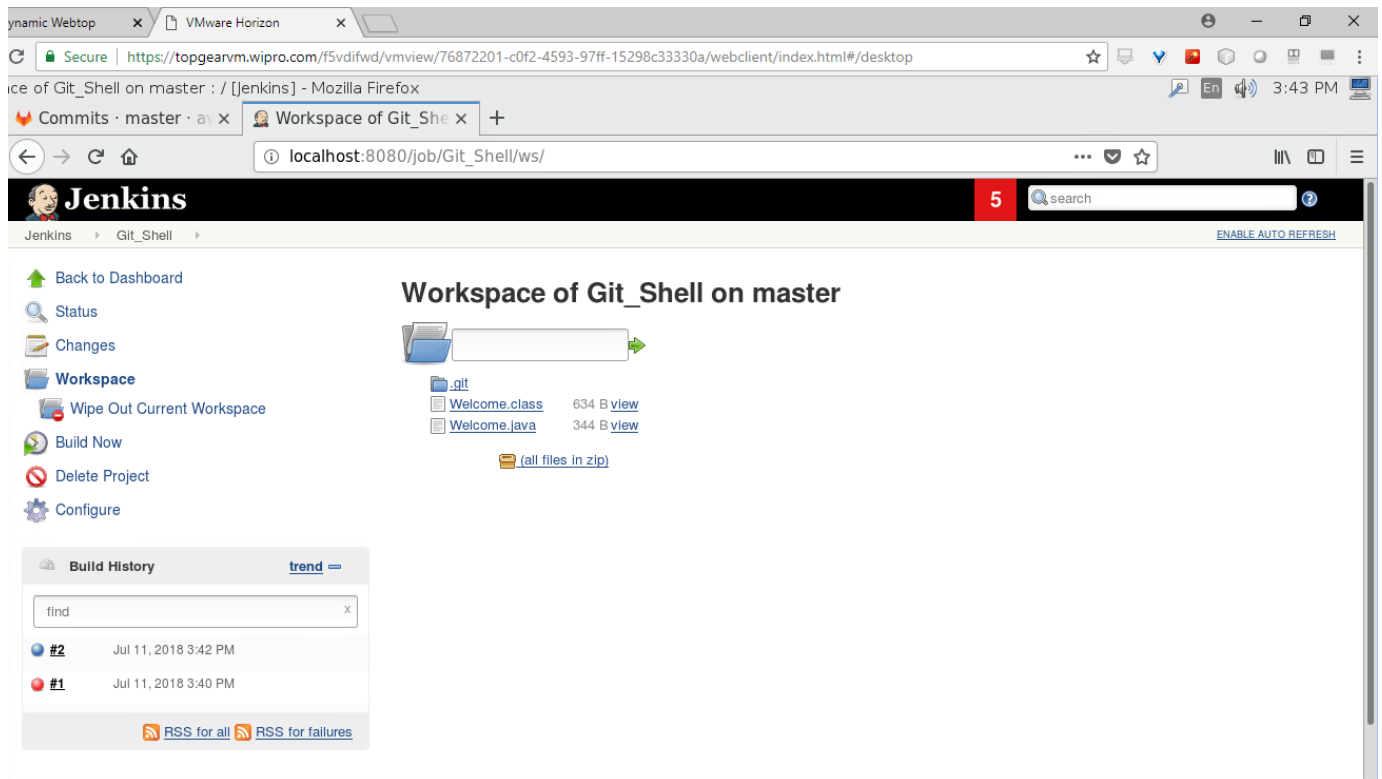 ynamic Webtop VMware Horizon
Secure https://topgearvm.wipro.com/f5vdifwd/vmview/76872201-c0f2-4593-97ff-15298c33330a/webclient/index.html#/desktop
ice of Git_Shell on master : / [Jenkins] - Mozilla Firefox En 3:43 PM
Commits · master · av Workspace of Git_She
localhost:8080/job/Git_Shell/ws/
Jenkins 5 search
Jenkins Git_Shell ENABLE AUTO REFRESH
Back to Dashboard
Status
Changes
Workspace
Wipe Out Current Workspace
Build Now
Delete Project
Configure
Workspace of Git_Shell on master
.git
Welcome.class 634 B view
Welcome.java 344 B view
(all files in zip)
Build History trend
find x
#2 Jul 11, 2018 3:42 PM
#1 Jul 11, 2018 3:40 PM
RSS for all RSS for failures